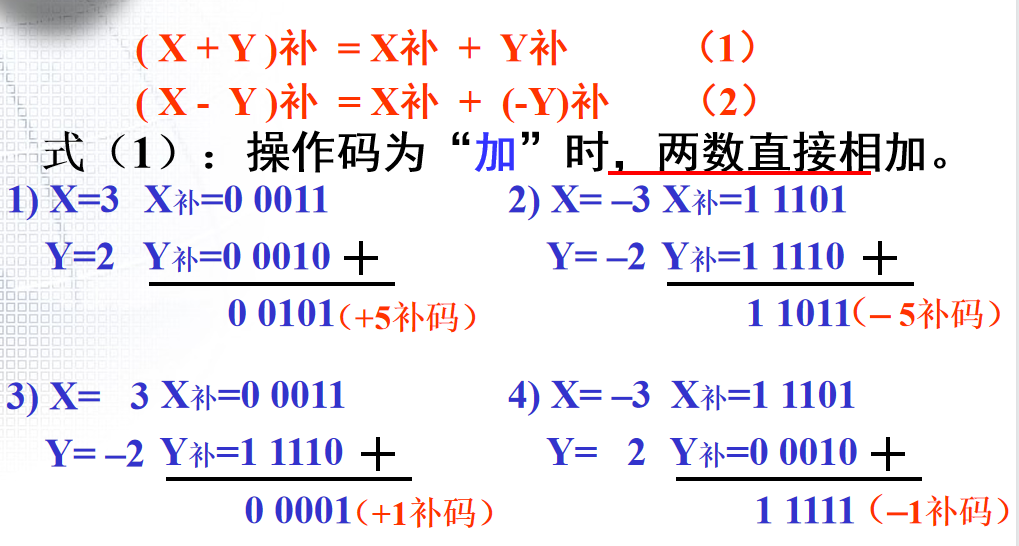 ( X + Y )补 = X补 + Y补 （1）
( X - Y )补 = X补 + (-Y)补 （2）
式（1）：操作码为“加”时，两数直接相加。
1) X=3 X补=0 0011
Y=2 Y补=0 0010 +
0 0101（+5补码）
2) X= –3 X补=1 1101
Y= –2 Y补=1 1110 +
1 1011（– 5补码）
3) X= 3 X补=0 0011
Y= –2 Y补=1 1110 +
0 0001（+1补码）
4) X= –3 X补=1 1101
Y= 2 Y补=0 0010 +
1 1111（–1补码）